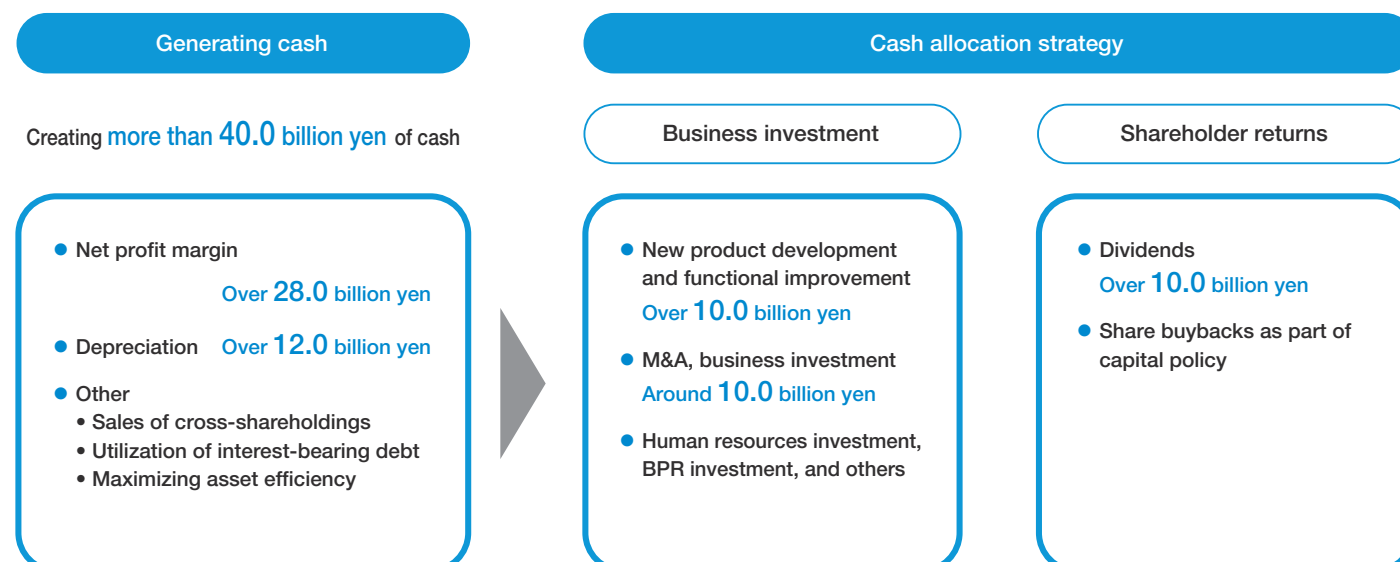 Generating cash
Creating more than 40.0 billion yen of cash
● Net profit margin
Over 28.0 billion yen
● Depreciation Over 12.0 billion yen
● Other
• Sales of cross-shareholdings
• Utilization of interest-bearing debt
• Maximizing asset efficiency
Cash allocation strategy
Business investment
● New product development
and functional improvement
Over 10.0 billion yen
● M&A, business investment
Around 10.0 billion yen
● Human resources investment,
BPR investment, and others
Shareholder returns
● Dividends
Over 10.0 billion yen
● Share buybacks as part of
capital policy